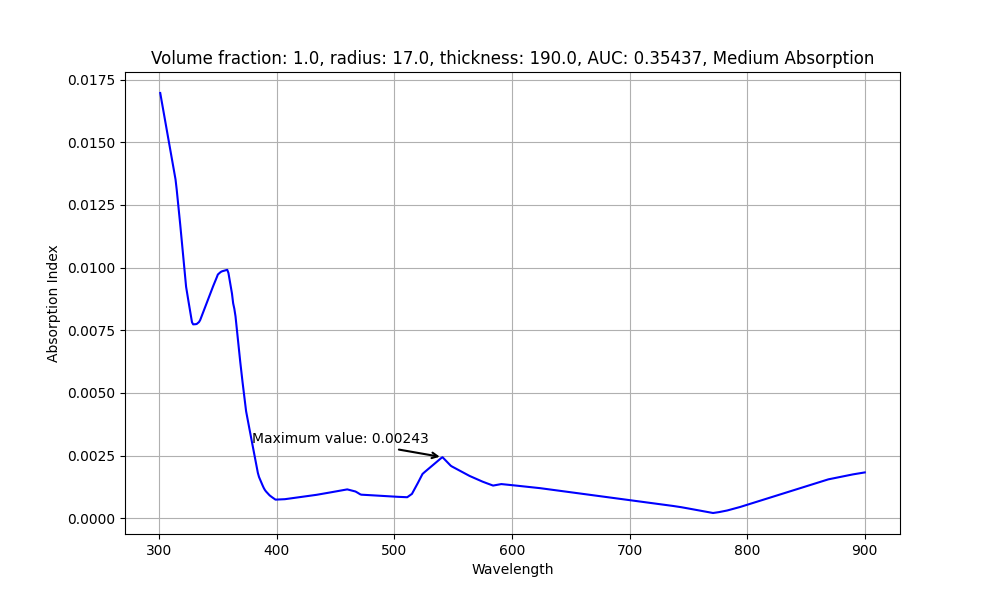 Volume fraction: 1.0, radius: 17.0, thickness: 190.0, AUC: 0.35437, Medium Absorption
0.0175
0.0150
0.0125
0.0100
0.0075
0.0050
0.0025
0.0000
Absorption Index
Maximum value: 0.00243
300 400 500 600 700 800 900
Wavelength